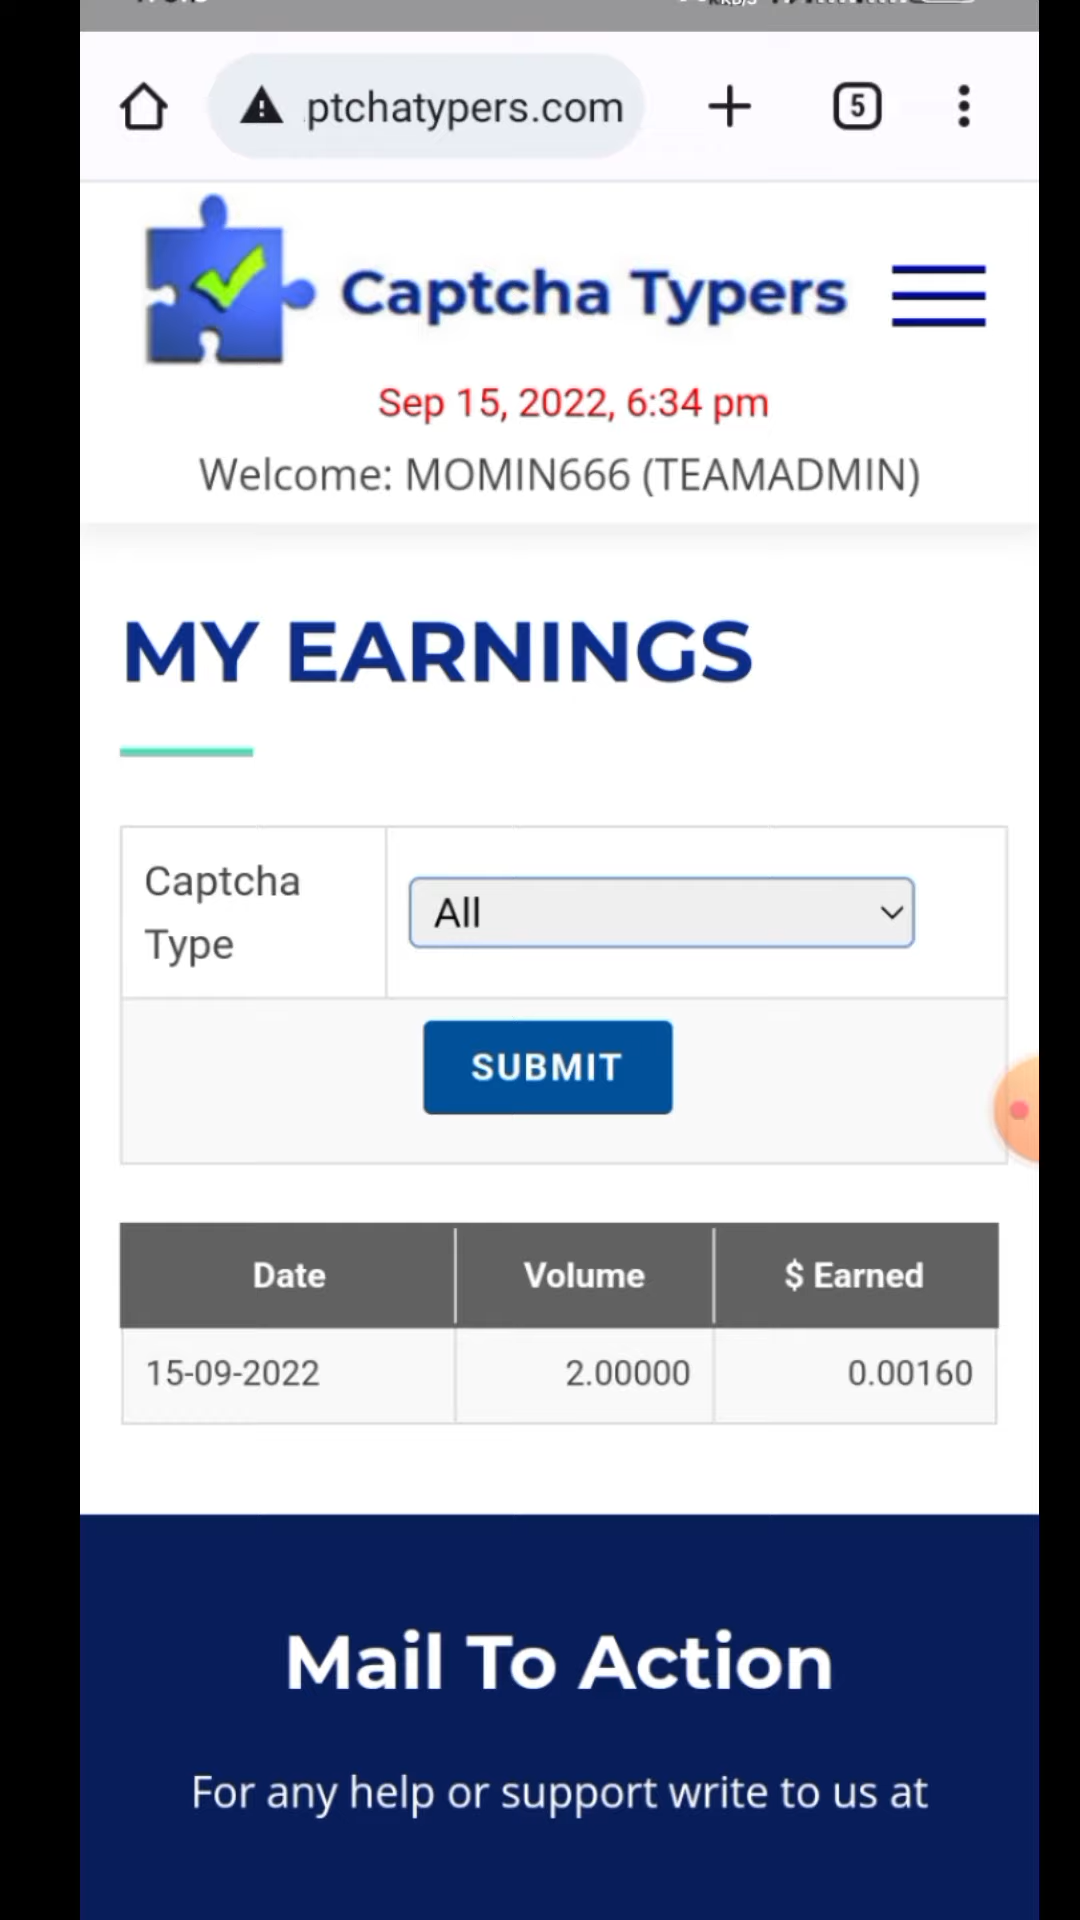 ptchatypers.com
5
Captcha Typers
Sep 15, 2022, 6:34 pm
Welcome: MOMIN666 (TEAMADMIN)
MY EARNINGS
Captcha Type
All
SUBMIT
Date Volume $ Earned
15-09-2022 2.00000 0.00160
Mail To Action
For any help or support write to us at